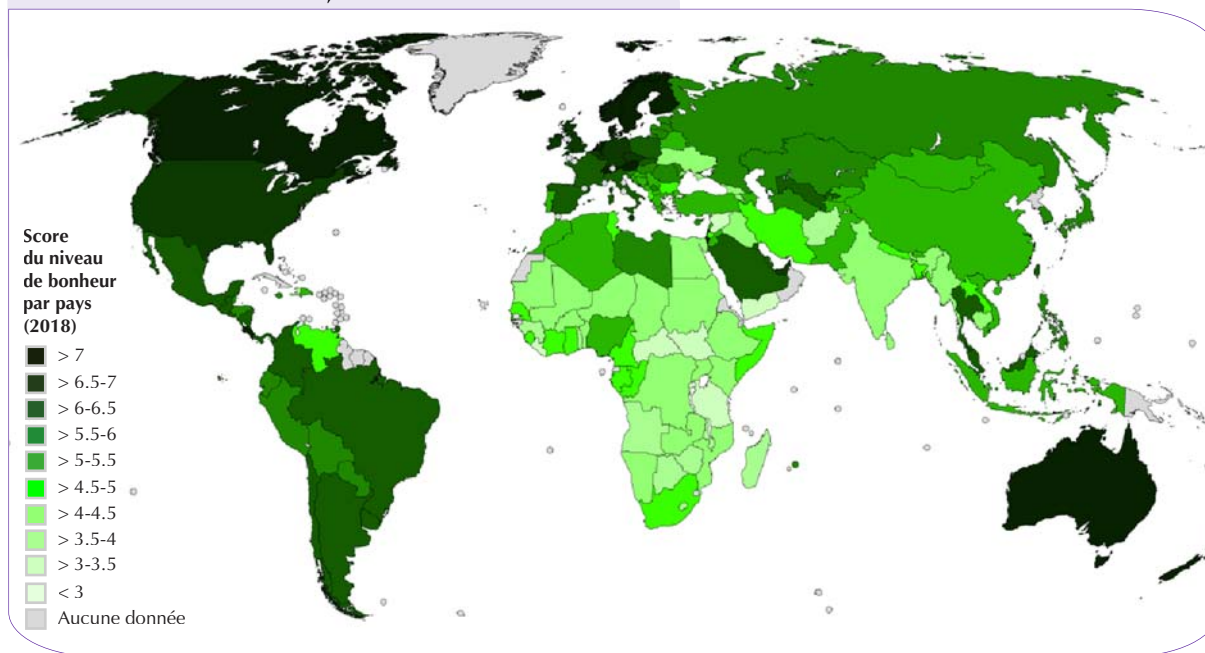 Score
du niveau
de bonheur
par pays
(2018)
> 7
> 6.5-7
> 6-6.5
> 5.5-6
> 5-5.5
> 4.5-5
> 4-4.5
> 3.5-4
> 3-3.5
< 3
Aucune donnée